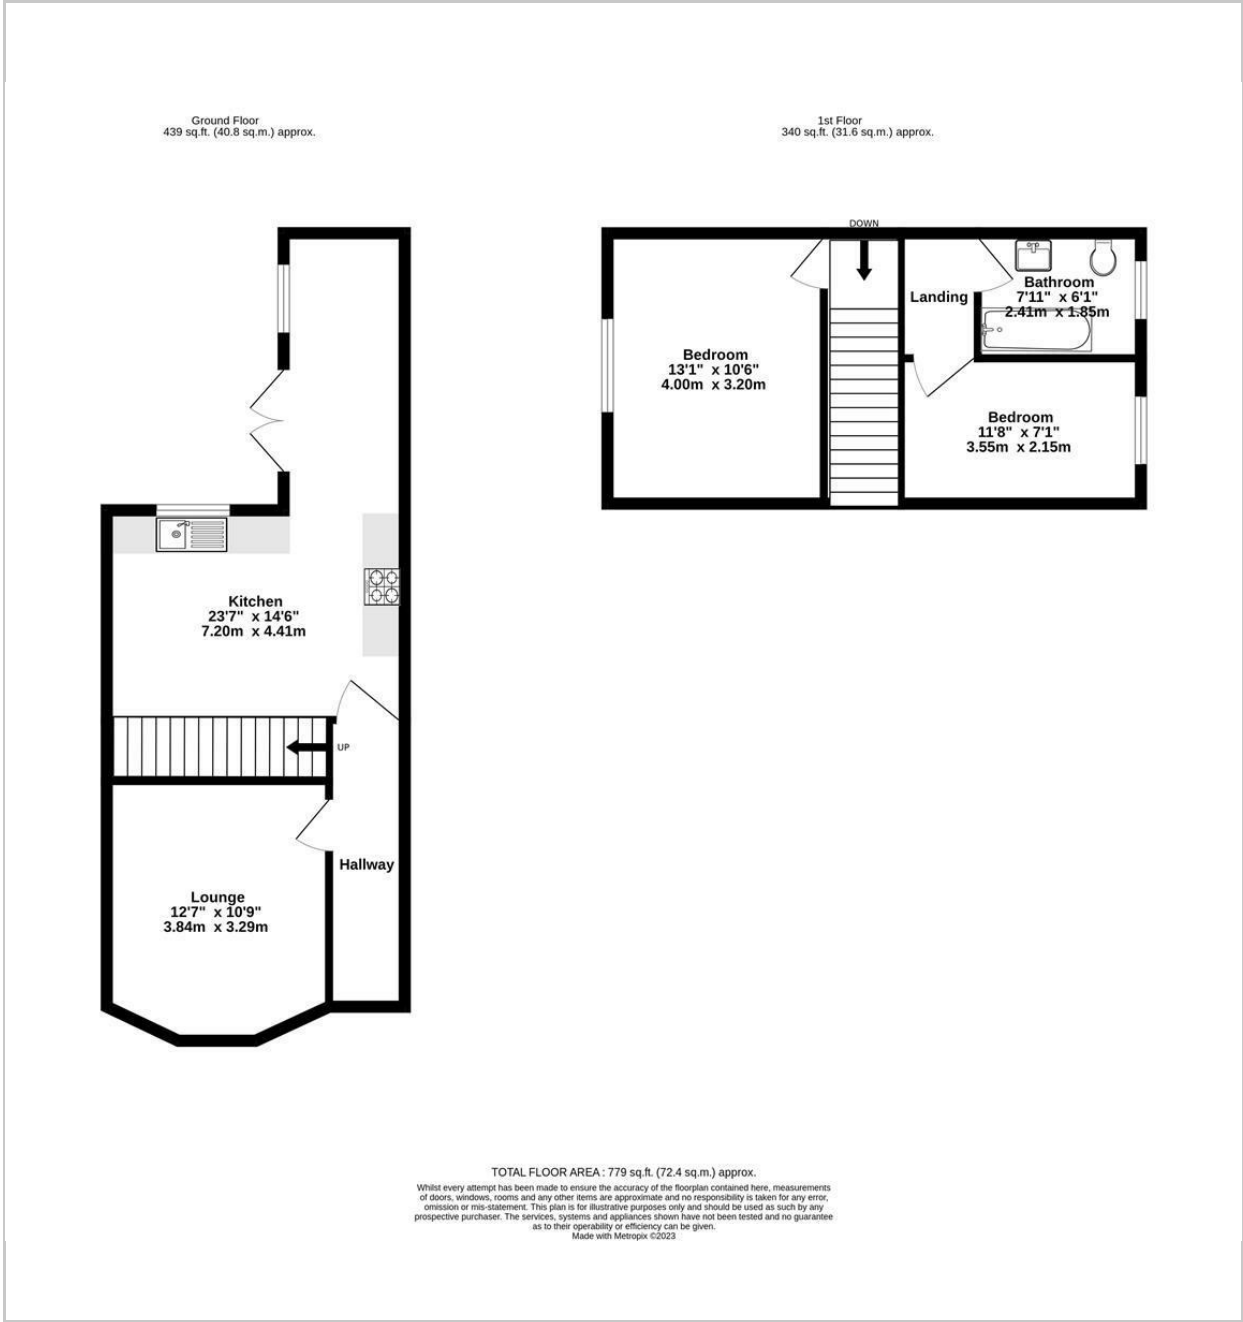 Ground Floor
439 sq.ft. (40.8 sq.m.) approx.
1st Floor
340 sq.ft. (31.6 sq.m.) approx.
DOWN
Bedroom
13'1" x 10'6"
4.00m x 3.20m
Landing
Bathroom
7'11" x 6'1"
2.41m x 1.85m
Bedroom
11'8" x 7'1"
3.55m x 2.15m
Kitchen
23'7" x 14'6"
7.20m x 4.41m
UP
Hallway
Lounge
12'7" x 10'9"
3.84m x 3.29m
TOTAL FLOOR AREA : 779 sq.ft. (72.4 sq.m.) approx.
Whilst every attempt has been made to ensure the accuracy of the floorplan contained here, measurements
of doors, windows, rooms and any other items are approximate and no responsibility is taken for any error,
omission or mis-statement. This plan is for illustrative purposes only and should be used as such by any
prospective purchaser. The services, systems and appliances shown have not been tested and no guarantee
as to their operability or efficiency can be given.
Made with Metropix ©2023